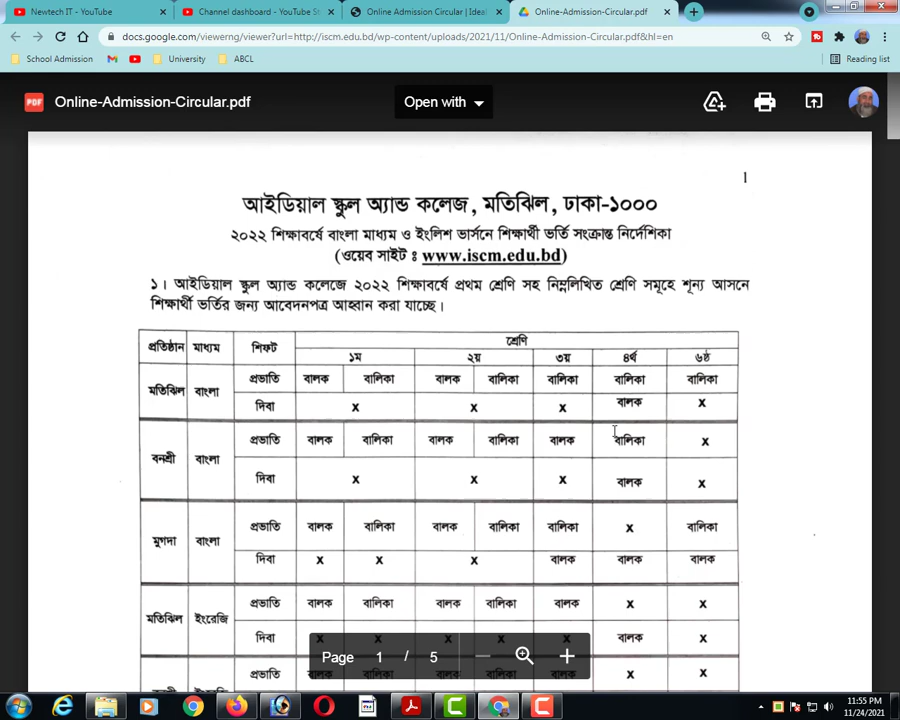 Newtech IT - YouTube
Channel dashboard - YouTube St
Online Admission Circular | Ideal
Online-Admission-Circular.pdf
docs.google.com/viewerng/viewer?url=http://iscm.edu.bd/wp-content/uploads/2021/11/Online-Admission-Circular.pdf&hl=en
School Admission
University
ABCL
Reading list
PDF
Online-Admission-Circular.pdf
Open with
1
আইডিয়াল স্কুল অ্যান্ড কলেজ, মতিঝিল, ঢাকা-১০০০
২০২২ শিক্ষাবর্ষে বাংলা মাধ্যম ও ইংলিশ ভার্সনে শিক্ষার্থী ভর্তি সংক্রান্ত নির্দেশিকা
(ওয়েব সাইট ঃ www.iscm.edu.bd)
১। আইডিয়াল স্কুল অ্যান্ড কলেজে ২০২২ শিক্ষাবর্ষে প্রথম শ্রেণি সহ নিম্নলিখিত শ্রেণি সমূহে শূন্য আসনে
শিক্ষার্থী ভর্তির জন্য আবেদনপত্র আহ্বান করা যাচ্ছে।
প্রতিষ্ঠান মাধ্যম শিফট শ্রেণি
১ম ২য় ৩য় ৪র্থ ৬ষ্ঠ
মতিঝিল বাংলা প্রভাতি বালক বালিকা বালক বালিকা বালিকা বালিকা বালিকা
দিবা x x x বালক x
বনশ্রী বাংলা প্রভাতি বালক বালিকা বালক বালিকা বালক বালিকা x
দিবা x x x বালক x
মুগদা বাংলা প্রভাতি বালক বালিকা বালক বালিকা বালিকা x বালিকা
দিবা x x x বালক বালক বালক
মতিঝিল ইংরেজি প্রভাতি বালক বালিকা বালক বালিকা বালক x x
দিবা x x x x x বালক x
প্রভাতি x x
Page 1 / 5
11:55 PM
11/24/2021